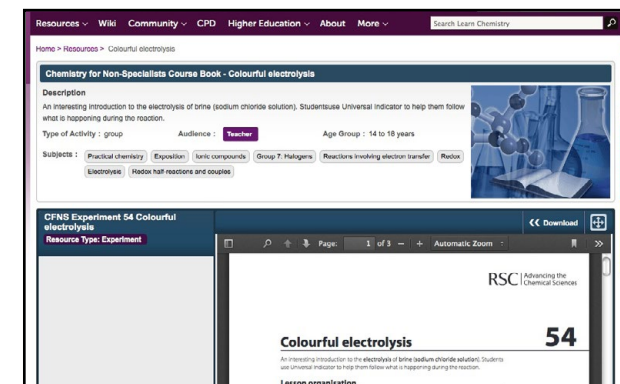 Resources Wiki Community CPD Higher Education About More Search Learn Chemistry
Home > Resources > Colourful electrolysis
Chemistry for Non-Specialists Course Book - Colourful electrolysis
Description
An interesting introduction to the electrolysis of brine (sodium chloride solution). Studentsuse Universal Indicator to help them follow
what is happening during the reaction.
Type of Activity : group Audience : Teacher Age Group : 14 to 18 years
Subjects : Practical chemistry Exposition Ionic compounds Group 7: Halogens Reactions involving electron transfer Redox
Electrolysis Redox half-reactions and couples
CFNS Experiment 54 Colourful
electrolysis
Resource Type: Experiment
Download
Page: 1 of 3 − + Automatic Zoom
RSC Advancing the
Chemical Sciences
Colourful electrolysis 54
An interesting introduction to the electrolysis of brine (sodium chloride solution). Students
use Universal Indicator to help them follow what is happening during the reaction.
Lesson organisation